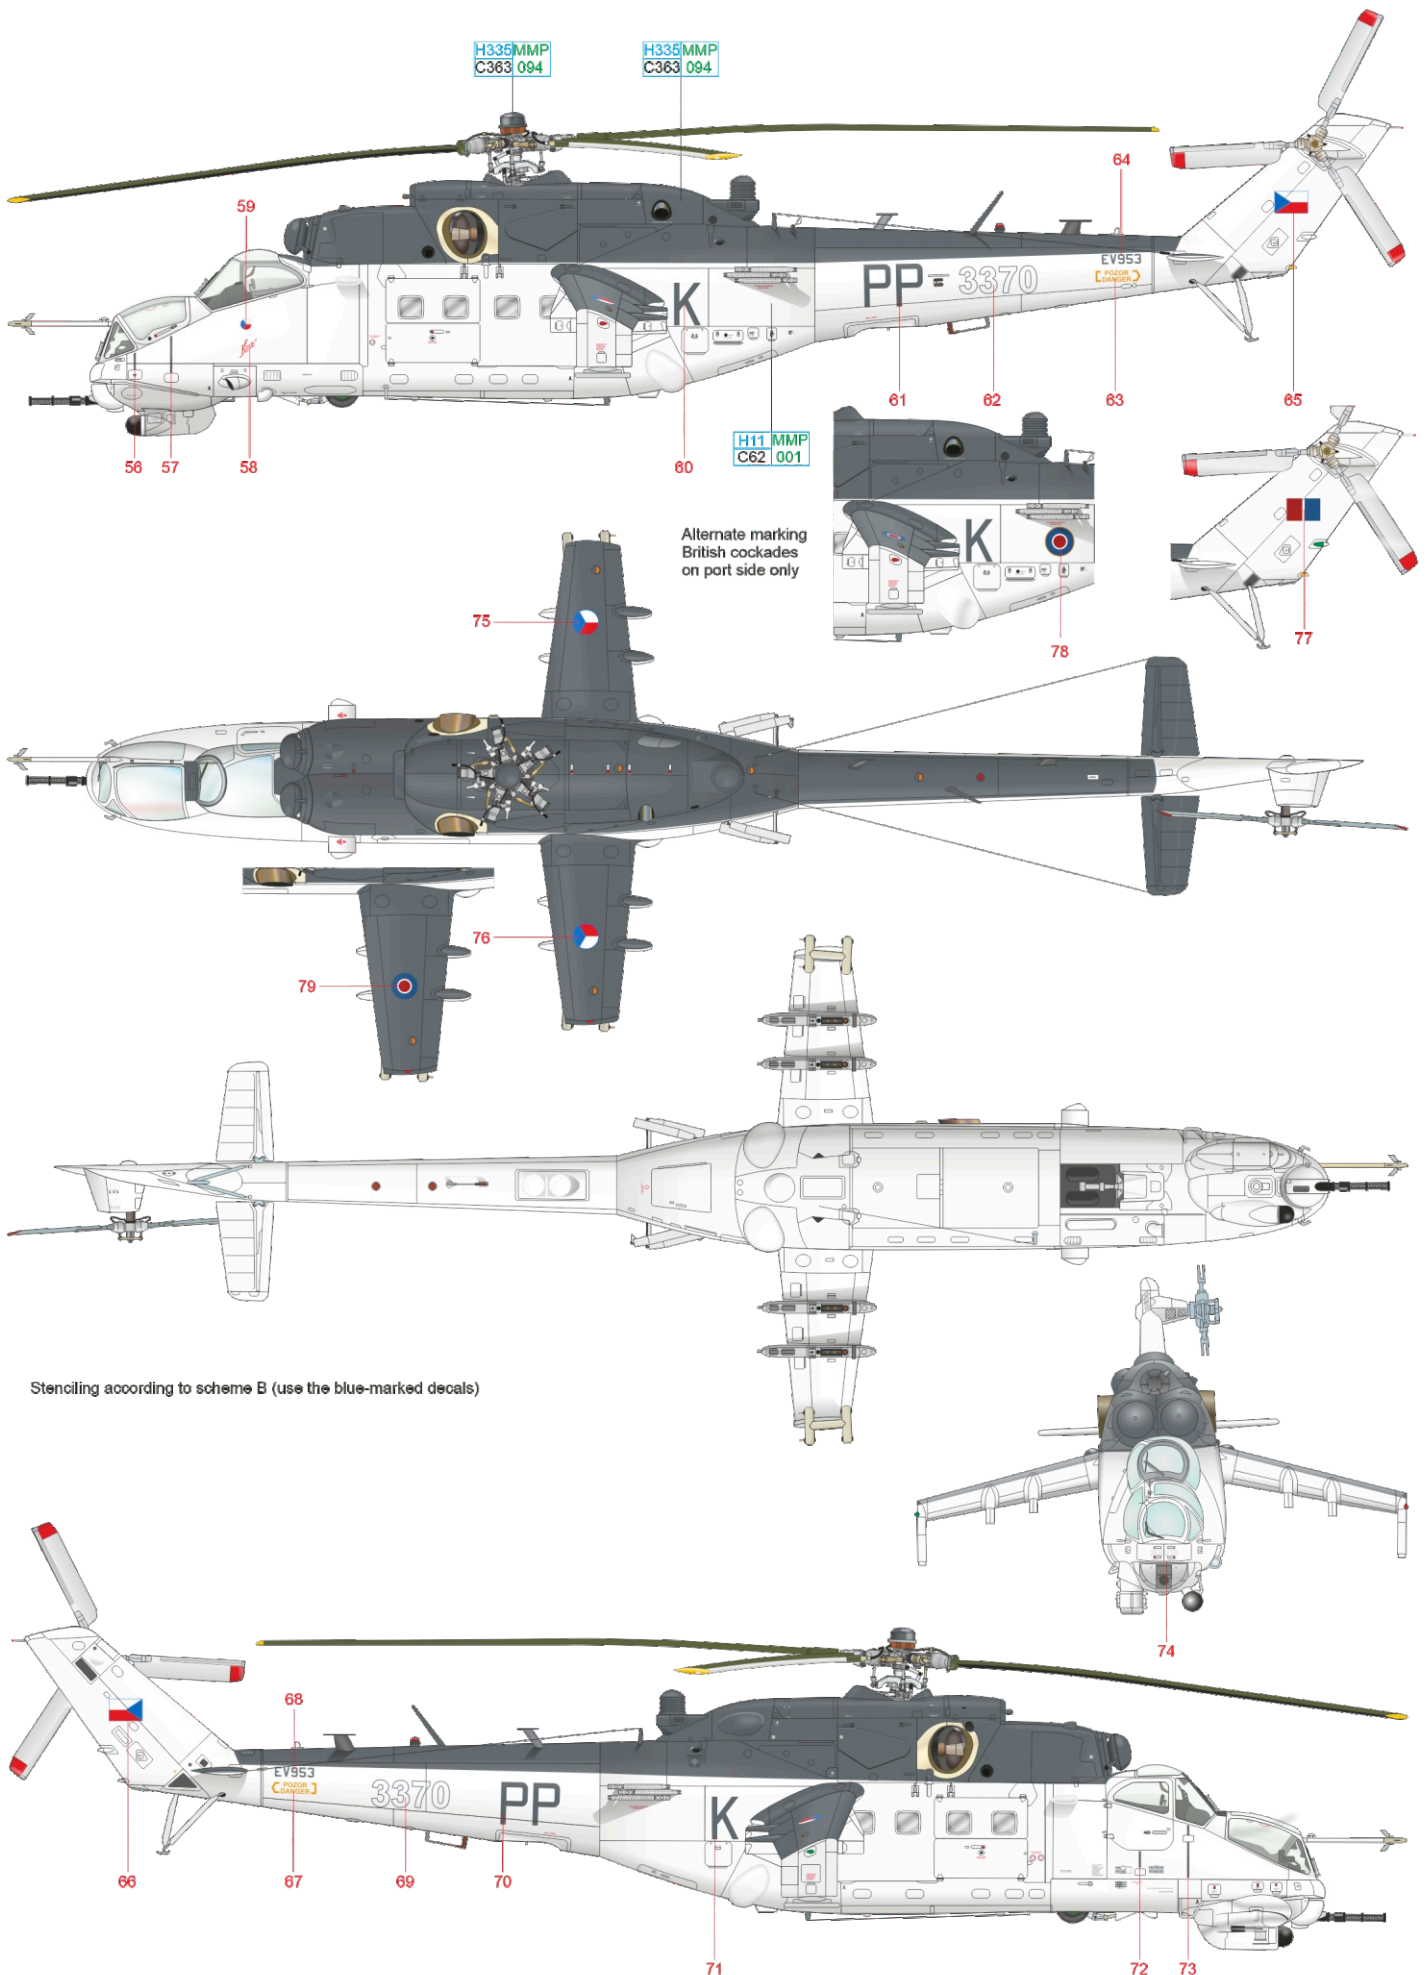 H335 MMP
C363 094
H335 MMP
C363 094
64
59
EV953
POZOR
DANGER
PP
3370
K
61
62
63
65
H11 MMP
C62 001
56
57
58
60
Alternate marking
British cockades
on port side only
K
75
78
77
76
79
Stenciling according to scheme B (use the blue-marked decals)
74
68
EV953
POZOR
DANGER
3370
PP
K
66
67
69
70
71
72
73